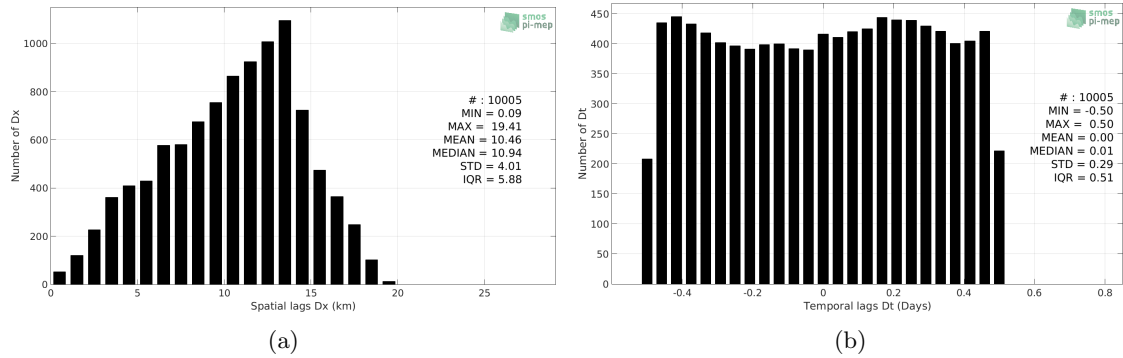 smos
pi-mep
Number of Dx
1000
800
600
400
200
0
# : 10005
MIN = 0.09
MAX = 19.41
MEAN = 10.46
MEDIAN = 10.94
STD = 4.01
IQR = 5.88
0 5 10 15 20 25
Spatial lags Dx (km)
(a)
smos
pi-mep
Number of Dt
450
400
350
300
250
200
150
100
50
0
# : 10005
MIN = -0.50
MAX = 0.50
MEAN = 0.00
MEDIAN = 0.01
STD = 0.29
IQR = 0.51
-0.4 -0.2 0 0.2 0.4 0.6 0.8
Temporal lags Dt (Days)
(b)